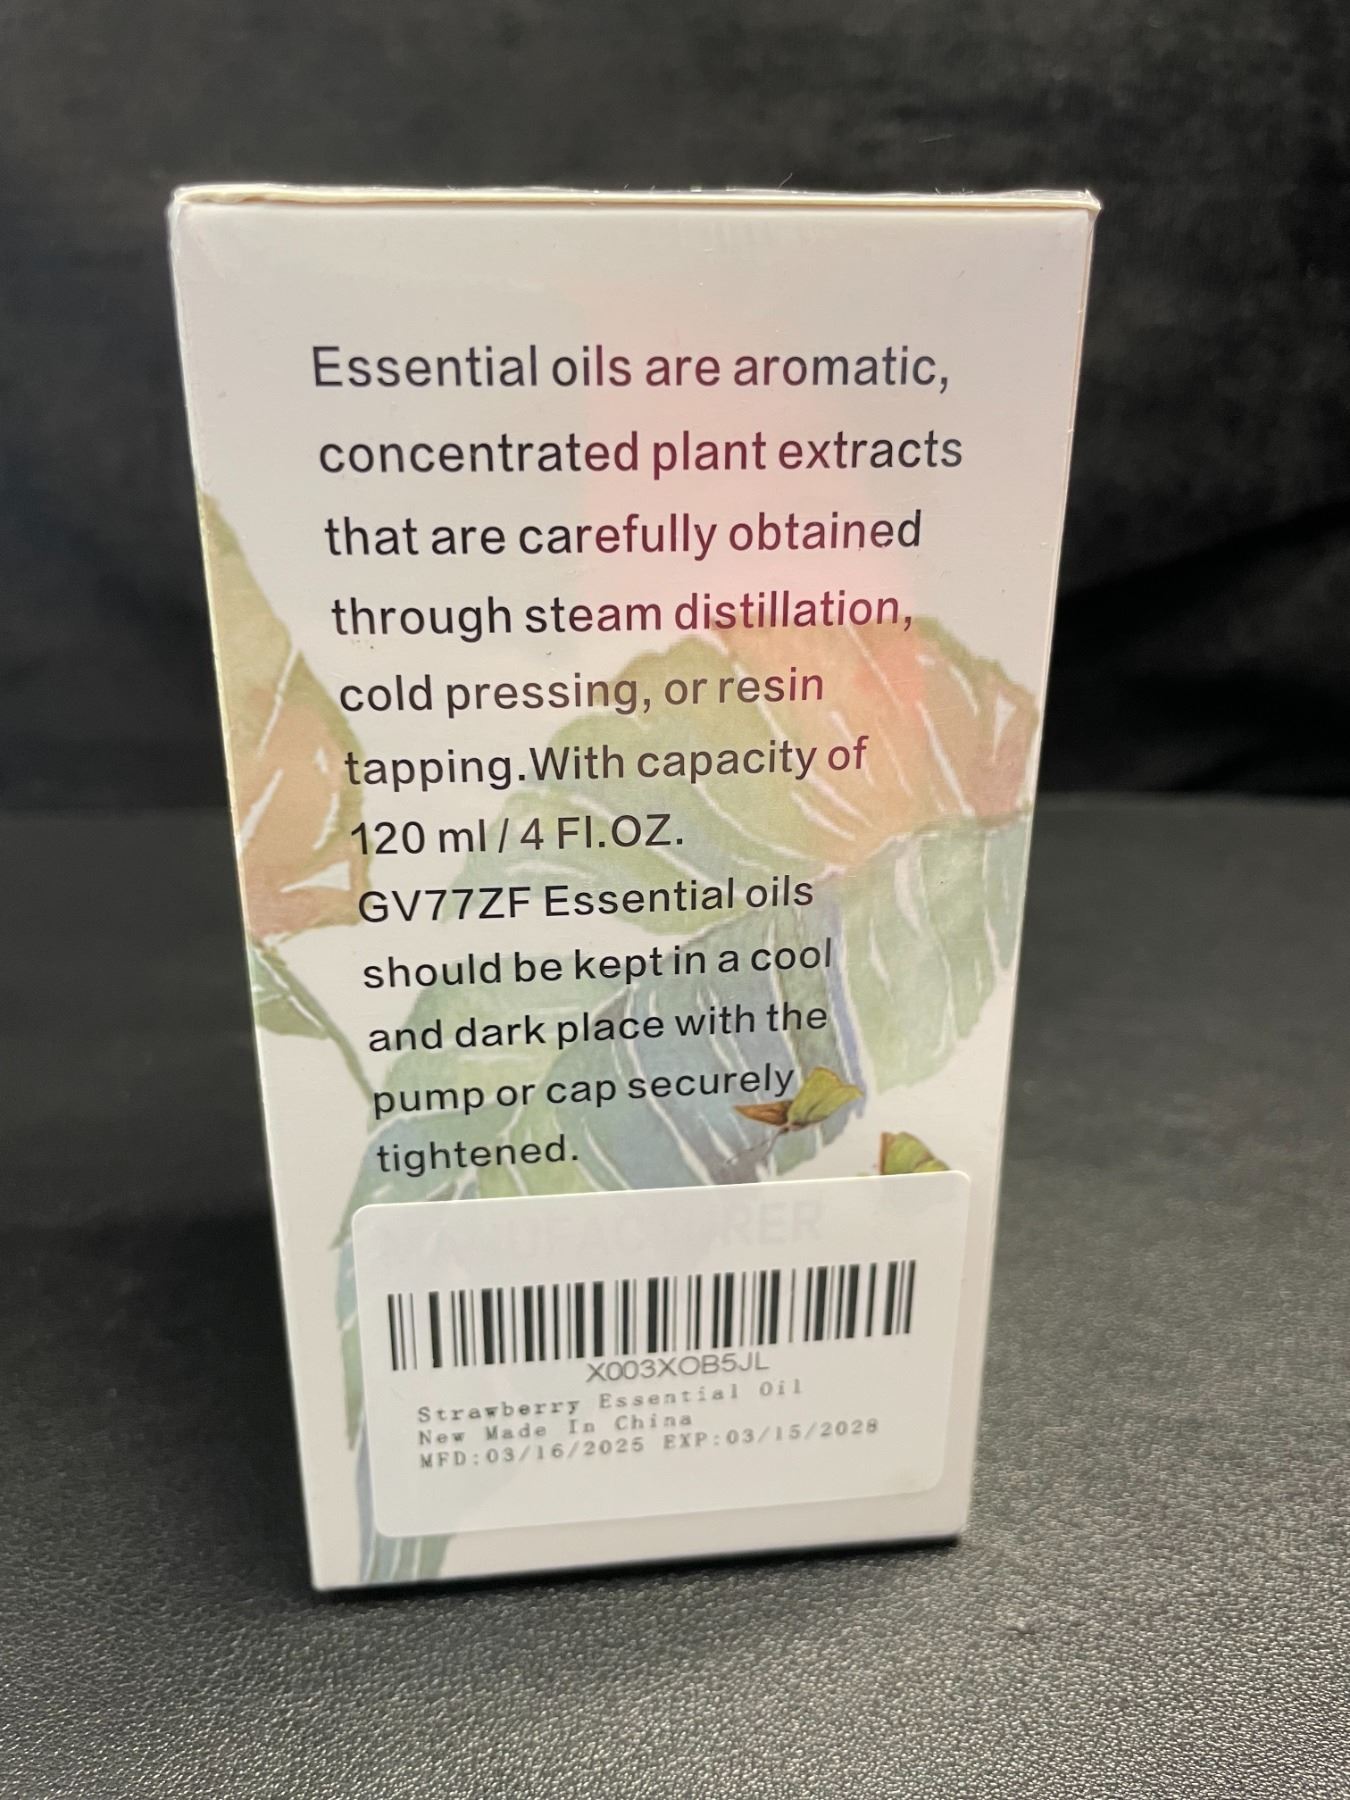 Essential oils are aromatic,
concentrated plant extracts
that are carefully obtained
through steam distillation,
cold pressing, or resin
tapping.With capacity of
120 ml / 4 Fl.OZ.
GV77ZF Essential oils
should be kept in a cool
and dark place with the
pump or cap securely
tightened.
MANUFACTURER
X003XOB5JL
Strawberry Essential Oil
New Made In China
MFD:03/16/2025 EXP:03/15/2028